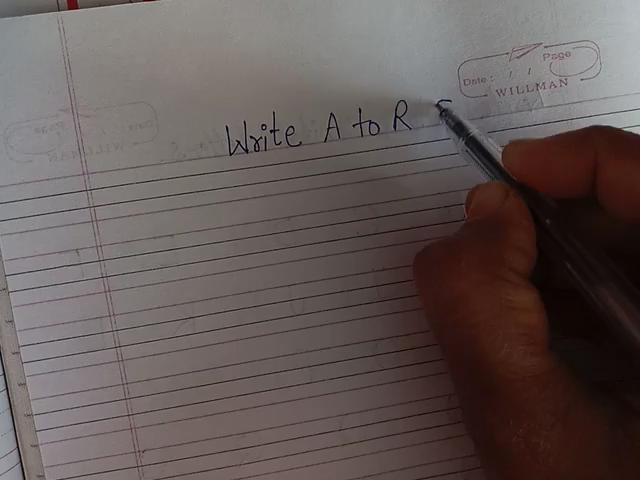 Page
Date: / /
WILLMAN
Write A to R